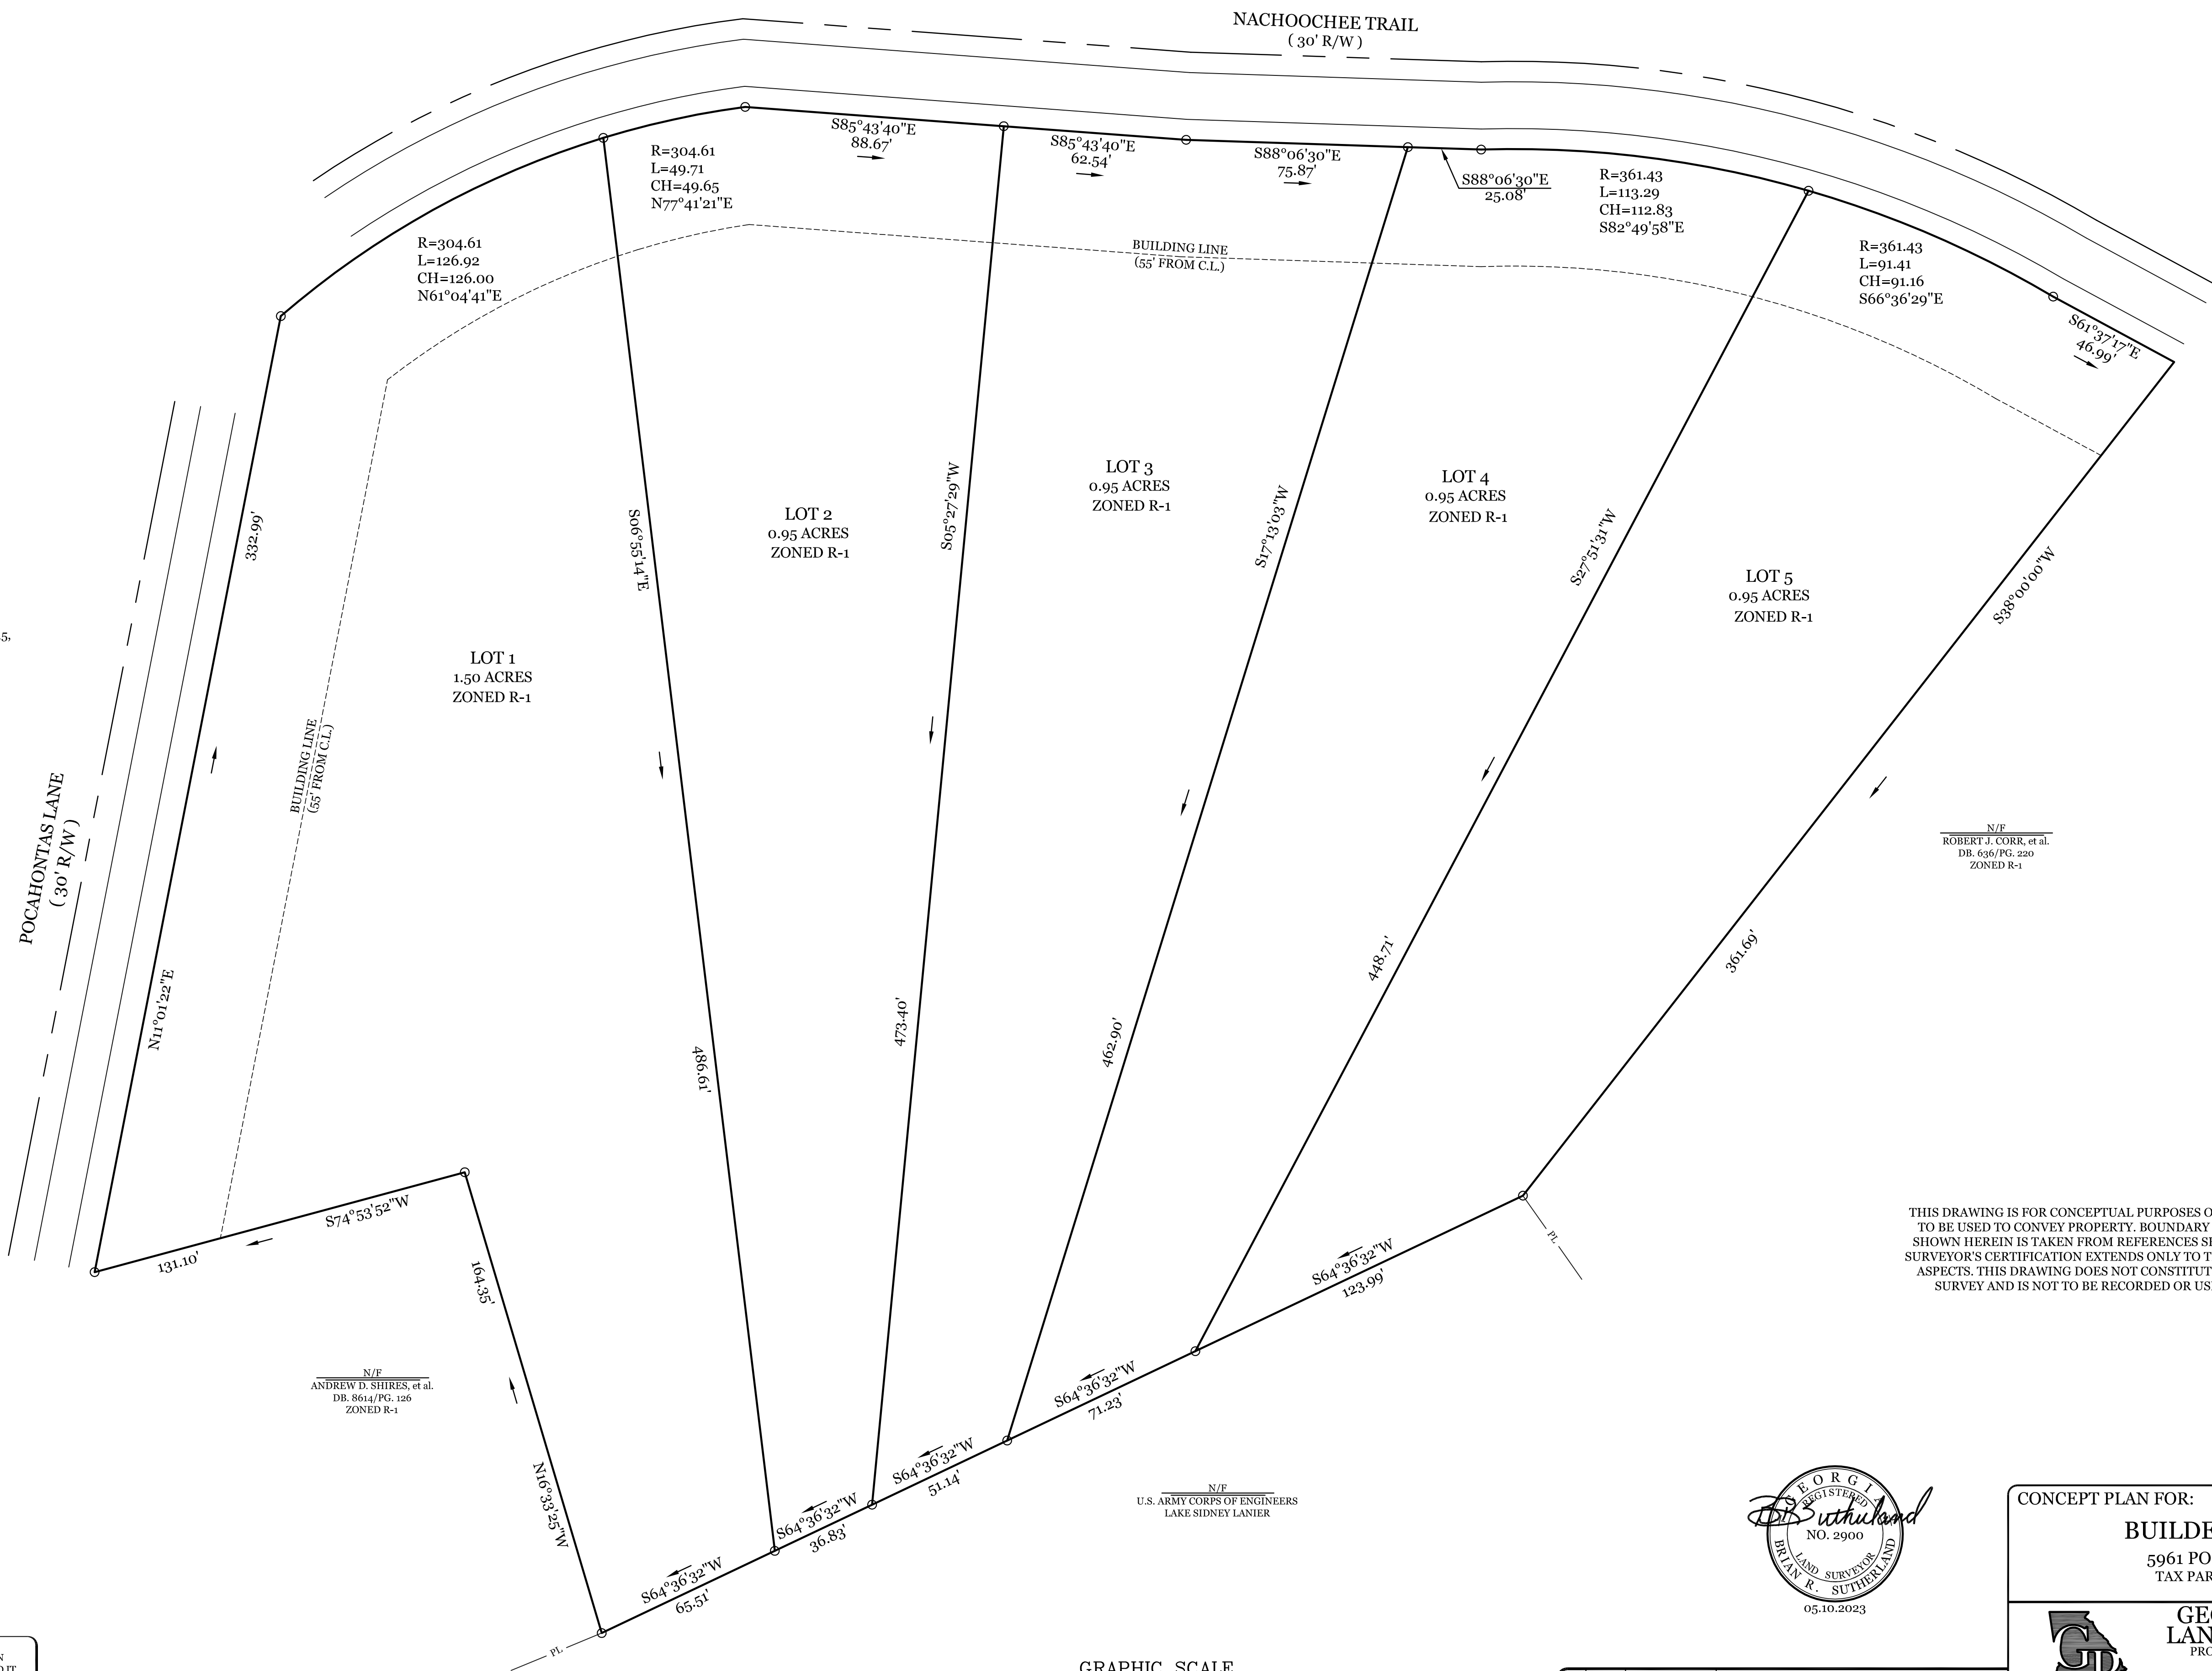 NACHOOCHEE TRAIL
( 30' R/W )
S85°43'40"E
88.67'
S85°43'40"E
62.54'
S88°06'30"E
75.87'
S88°06'30"E
25.08'
R=304.61
L=49.71
CH=49.65
N77°41'21"E
R=361.43
L=113.29
CH=112.83
S82°49'58"E
R=304.61
L=126.92
CH=126.00
N61°04'41"E
R=361.43
L=91.41
CH=91.16
S66°36'29"E
S61°37'17"E
46.99'
BUILDING LINE
(55' FROM C.L.)
LOT 1
1.50 ACRES
ZONED R-1
LOT 2
0.95 ACRES
ZONED R-1
LOT 3
0.95 ACRES
ZONED R-1
LOT 4
0.95 ACRES
ZONED R-1
LOT 5
0.95 ACRES
ZONED R-1
332.99'
N11°01'22"E
S06°55'14"E
486.61'
S05°27'29"W
473.40'
S17°13'03"W
462.90'
S27°51'31"W
448.71'
S38°00'00"W
361.69'
5,
BUILDING LINE
(55' FROM C.L.)
POCAHONTAS LANE
( 30' R/W )
N/F
ROBERT J. CORR, et al.
DB. 636/PG. 220
ZONED R-1
S74°53'52"W
131.10'
164.35'
N16°33'25"W
S64°36'32"W
123.99'
S64°36'32"W
71.23'
S64°36'32"W
51.14'
S64°36'32"W
36.83'
S64°36'32"W
65.51'
PL
PL
N/F
ANDREW D. SHIRES, et al.
DB. 8614/PG. 126
ZONED R-1
N/F
U.S. ARMY CORPS OF ENGINEERS
LAKE SIDNEY LANIER
THIS DRAWING IS FOR CONCEPTUAL PURPOSES
TO BE USED TO CONVEY PROPERTY. BOUNDARY
SHOWN HEREIN IS TAKEN FROM REFERENCES
SURVEYOR'S CERTIFICATION EXTENDS ONLY TO
ASPECTS. THIS DRAWING DOES NOT
SURVEY AND IS NOT TO BE RECORDED OR
GEORGIA
REGISTERED
NO. 2900
LAND SURVEYOR
BRIAN R. SUTHERLAND
05.10.2023
CONCEPT PLAN FOR:
5961
TAX
GRAPHIC SCALE